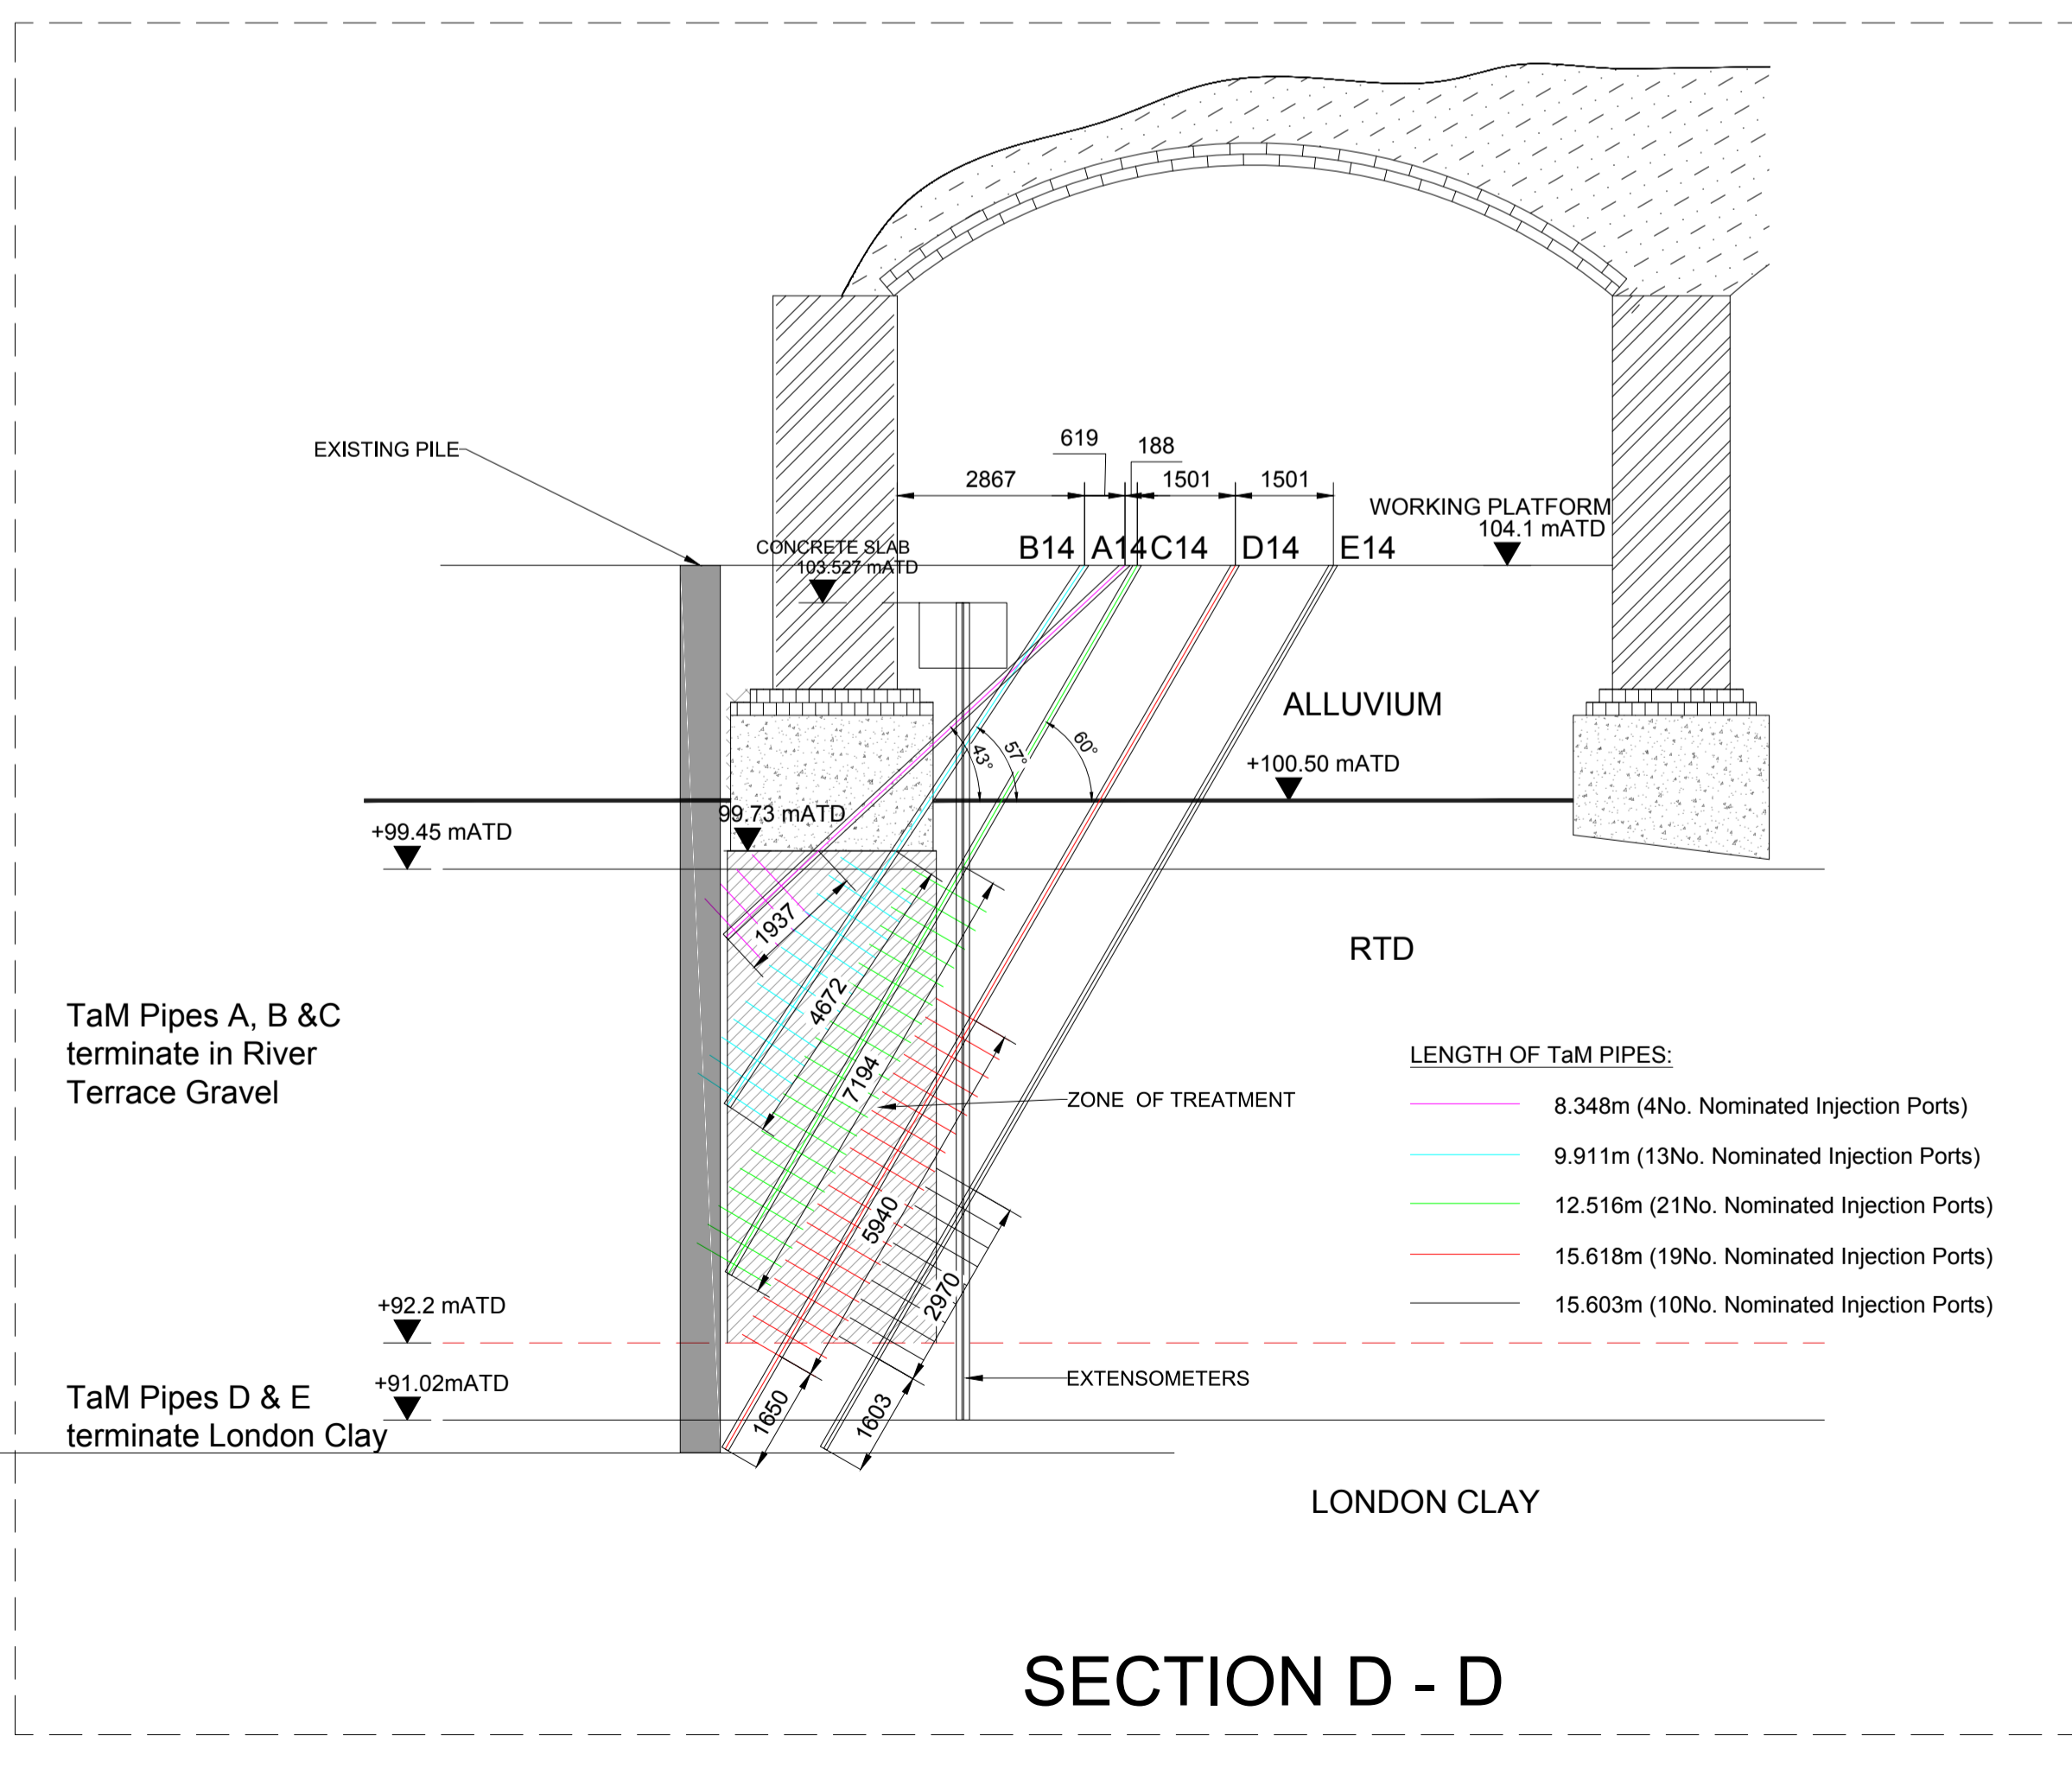 EXISTING PILE
619
188
2867
1501
1501
WORKING PLATFORM
104.1 mATD
CONCRETE SLAB
103.527 mATD
B14
A14
C14
D14
E14
ALLUVIUM
43°
57°
60°
+100.50 mATD
99.73 mATD
+99.45 mATD
1937
RTD
4672
TaM Pipes A, B &C
terminate in River
Terrace Gravel
7194
ZONE OF TREATMENT
LENGTH OF TaM PIPES:
8.348m (4No. Nominated Injection Ports)
9.911m (13No. Nominated Injection Ports)
12.516m (21No. Nominated Injection Ports)
15.618m (19No. Nominated Injection Ports)
15.603m (10No. Nominated Injection Ports)
5940
2970
+92.2 mATD
+91.02mATD
EXTENSOMETERS
TaM Pipes D & E
terminate London Clay
1650
1603
LONDON CLAY
SECTION D - D